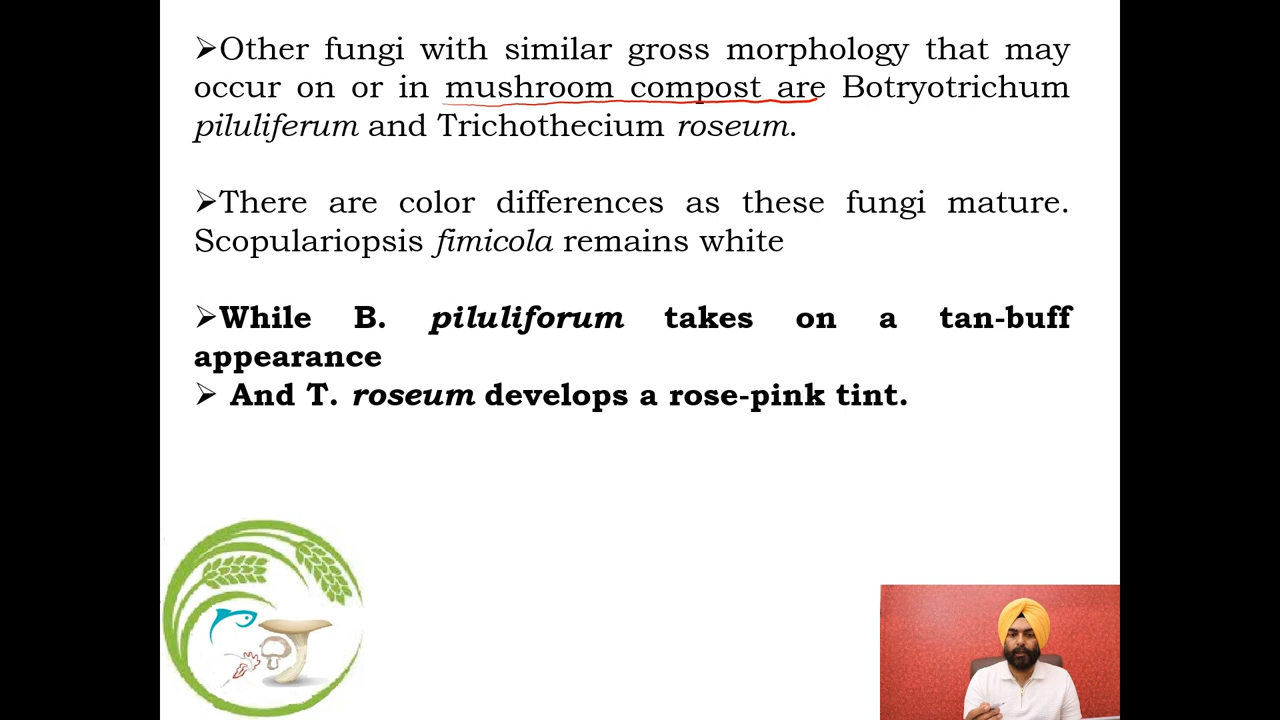 ➢Other fungi with similar gross morphology that may
occur on or in mushroom compost are Botryotrichum
piluliferum and Trichothecium roseum.
➢There are color differences as these fungi mature.
Scopulariopsis fimicola remains white
➢While B. piluliforum takes on a tan-buff
appearance
➢ And T. roseum develops a rose-pink tint.